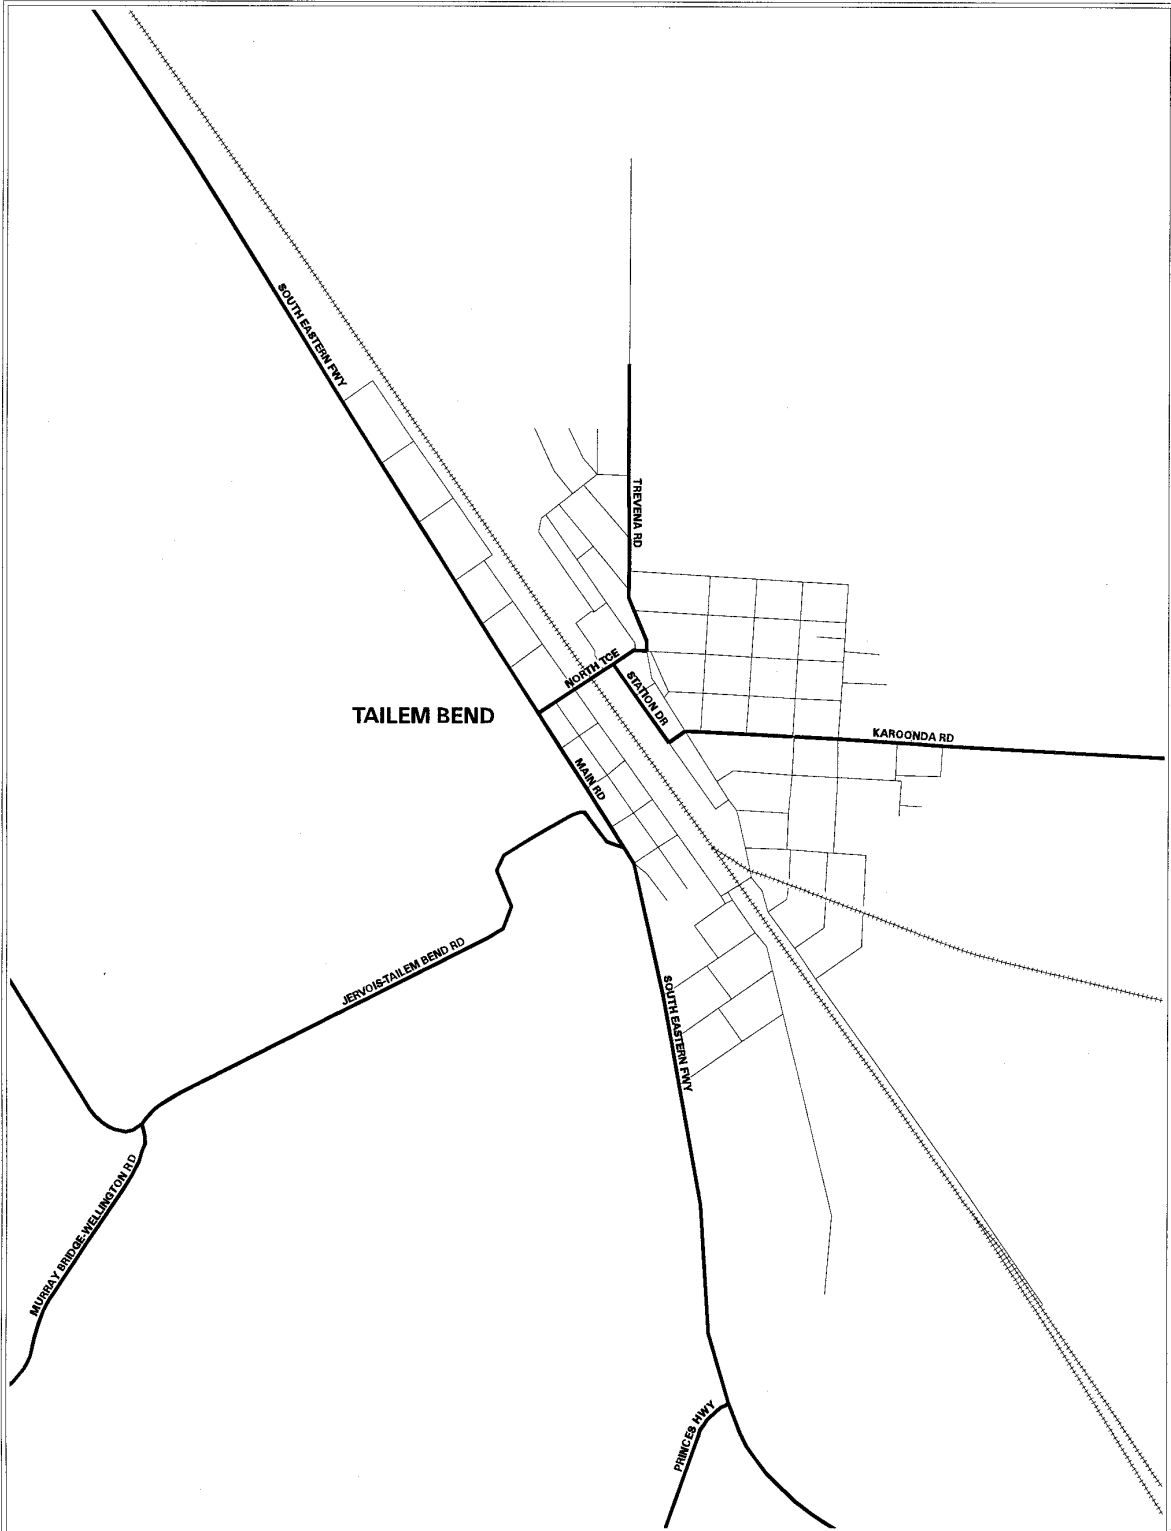 SOUTH EASTERN FWY
TREVENA RD
NORTH TCE
STATION DR
TAILEM BEND
KAROONDA RD
MAIN RD
JERVOIS-TAILEM BEND RD
SOUTH EASTERN FWY
MURRAY BRIDGE-WELLINGTON RD
PRINCES HWY